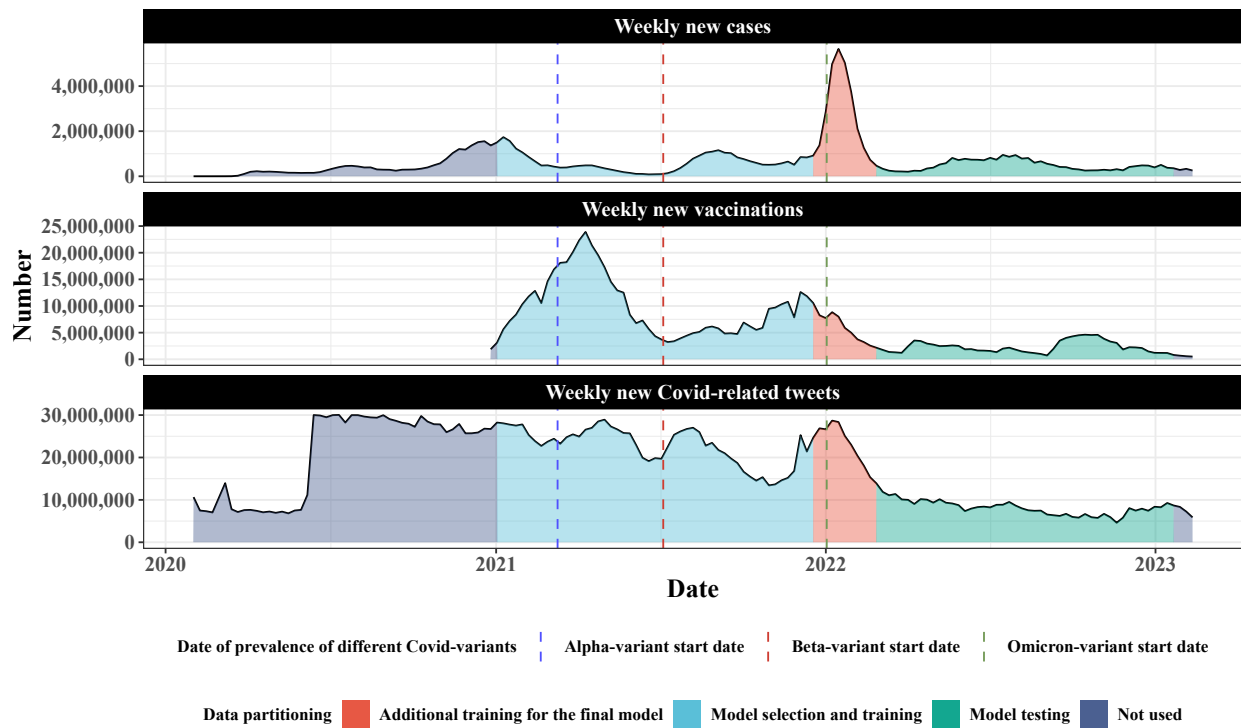 Weekly new cases
4,000,000
2,000,000
0
Weekly new vaccinations
25,000,000
20,000,000
15,000,000
10,000,000
5,000,000
0
Number
Weekly new Covid-related tweets
30,000,000
20,000,000
10,000,000
0
2020 2021 2022 2023
Date
Date of prevalence of different Covid-variants Alpha-variant start date Beta-variant start date Omicron-variant start date
Data partitioning Additional training for the final model Model selection and training Model testing Not used